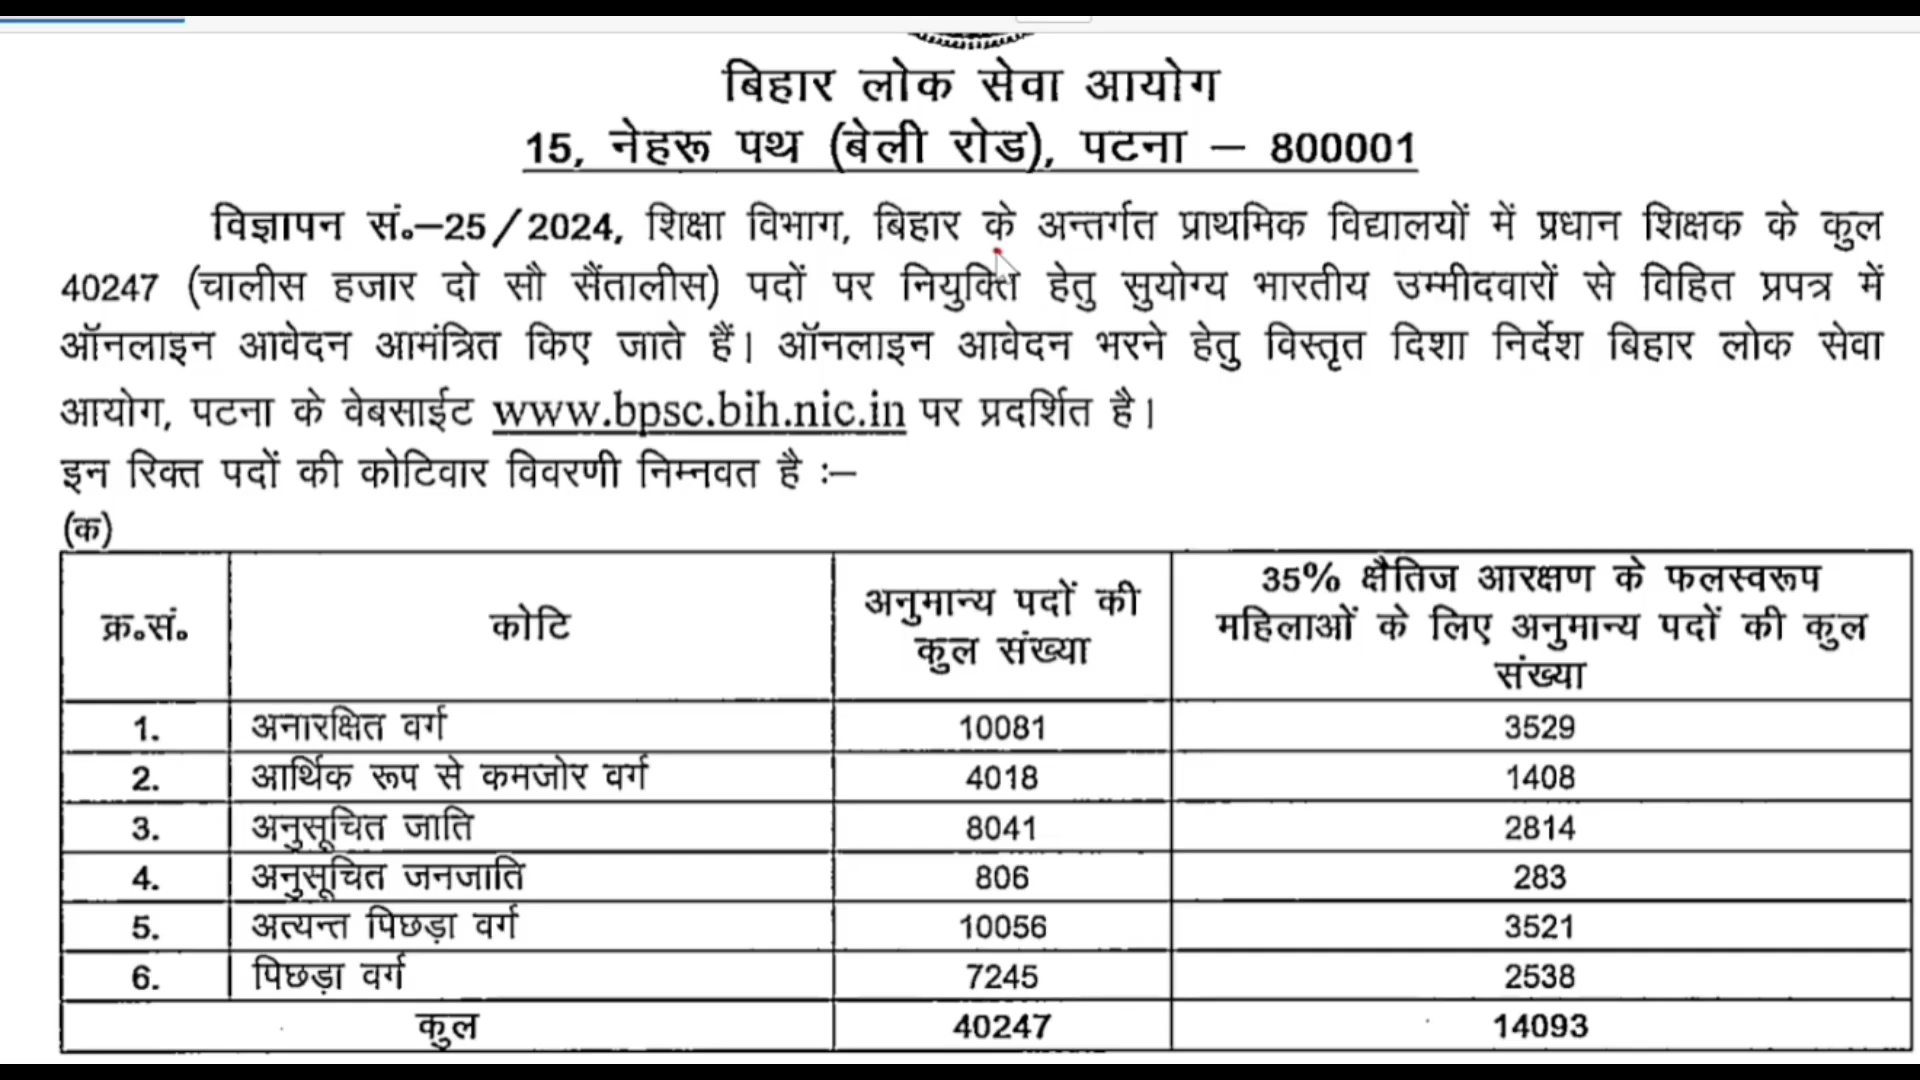 बिहार लोक सेवा आयोग
15, नेहरू पथ (बेली रोड), पटना – 800001
विज्ञापन सं०–25/2024, शिक्षा विभाग, बिहार के अन्तर्गत प्राथमिक विद्यालयों में प्रधान शिक्षक के कुल
40247 (चालीस हजार दो सौ सैंतालीस) पदों पर नियुक्ति हेतु सुयोग्य भारतीय उम्मीदवारों से विहित प्रपत्र में
ऑनलाइन आवेदन आमंत्रित किए जाते हैं। ऑनलाइन आवेदन भरने हेतु विस्तृत दिशा निर्देश बिहार लोक सेवा
आयोग, पटना के वेबसाईट www.bpsc.bih.nic.in पर प्रदर्शित है।
इन रिक्त पदों की कोटिवार विवरणी निम्नवत है :–
(क)
क्र०सं० कोटि अनुमान्य पदों की कुल संख्या 35% क्षैतिज आरक्षण के फलस्वरूप महिलाओं के लिए अनुमान्य पदों की कुल संख्या
1. अनारक्षित वर्ग 10081 3529
2. आर्थिक रूप से कमजोर वर्ग 4018 1408
3. अनुसूचित जाति 8041 2814
4. अनुसूचित जनजाति 806 283
5. अत्यन्त पिछड़ा वर्ग 10056 3521
6. पिछड़ा वर्ग 7245 2538
कुल 40247 14093